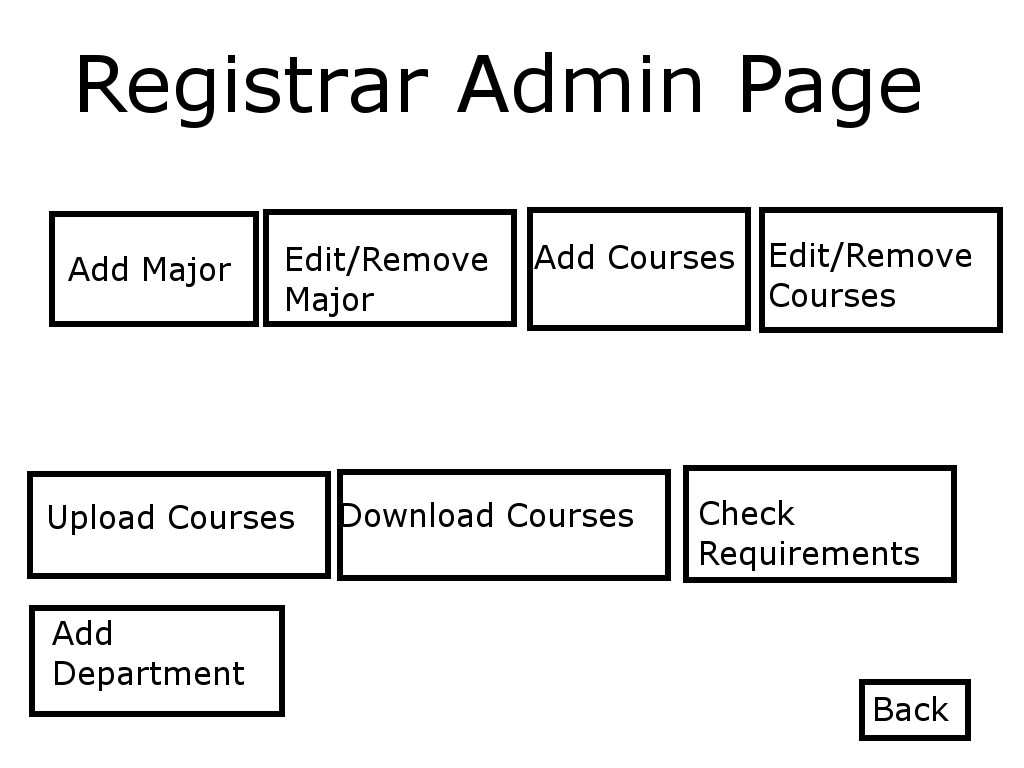 Registrar Admin Page
Add Major
Edit/Remove
Major
Add Courses
Edit/Remove
Courses
Upload Courses
Download Courses
Check
Requirements
Add
Department
Back